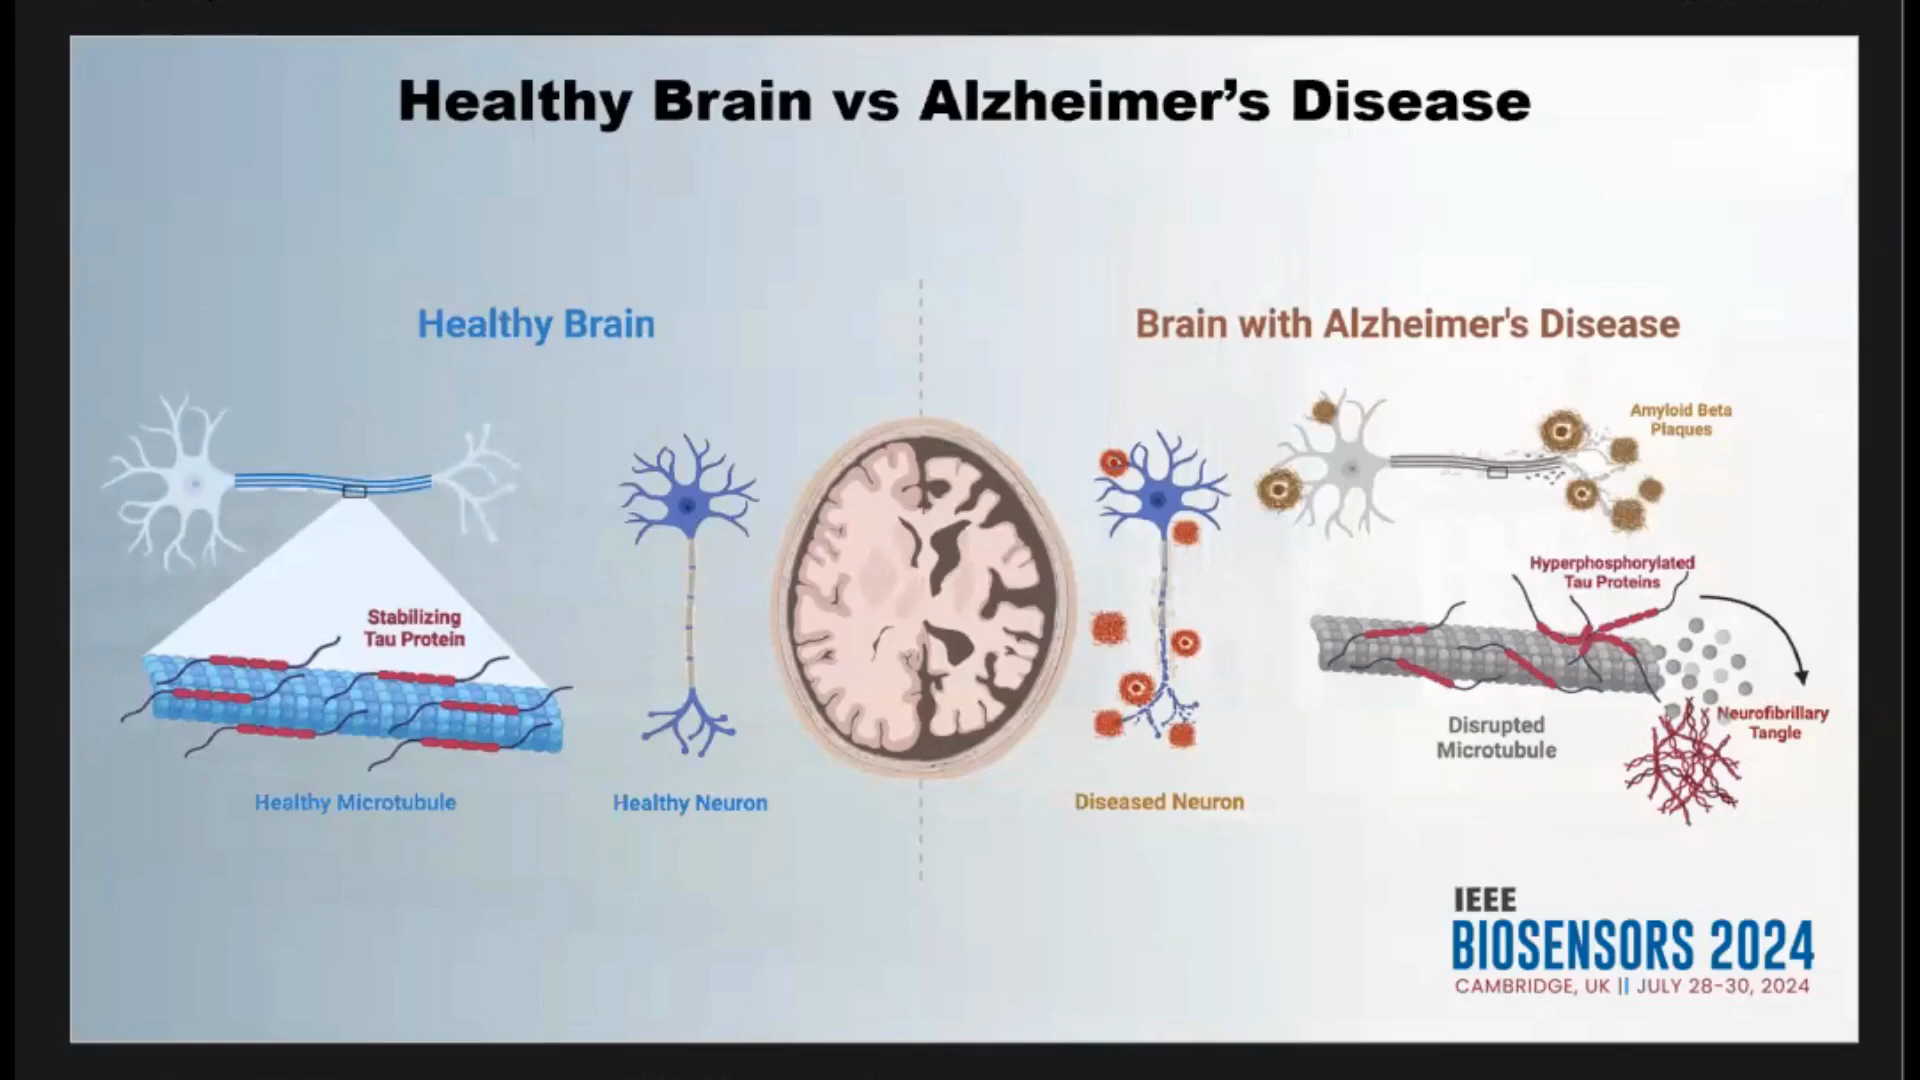 Healthy Brain vs Alzheimer's Disease
Healthy Brain
Brain with Alzheimer's Disease
Amyloid Beta
Plaques
Hyperphosphorylated
Tau Proteins
Stabilizing
Tau Protein
Neurofibrillary
Tangle
Disrupted
Microtubule
Healthy Microtubule
Healthy Neuron
Diseased Neuron
IEEE
BIOSENSORS 2024
CAMBRIDGE, UK || JULY 28-30, 2024